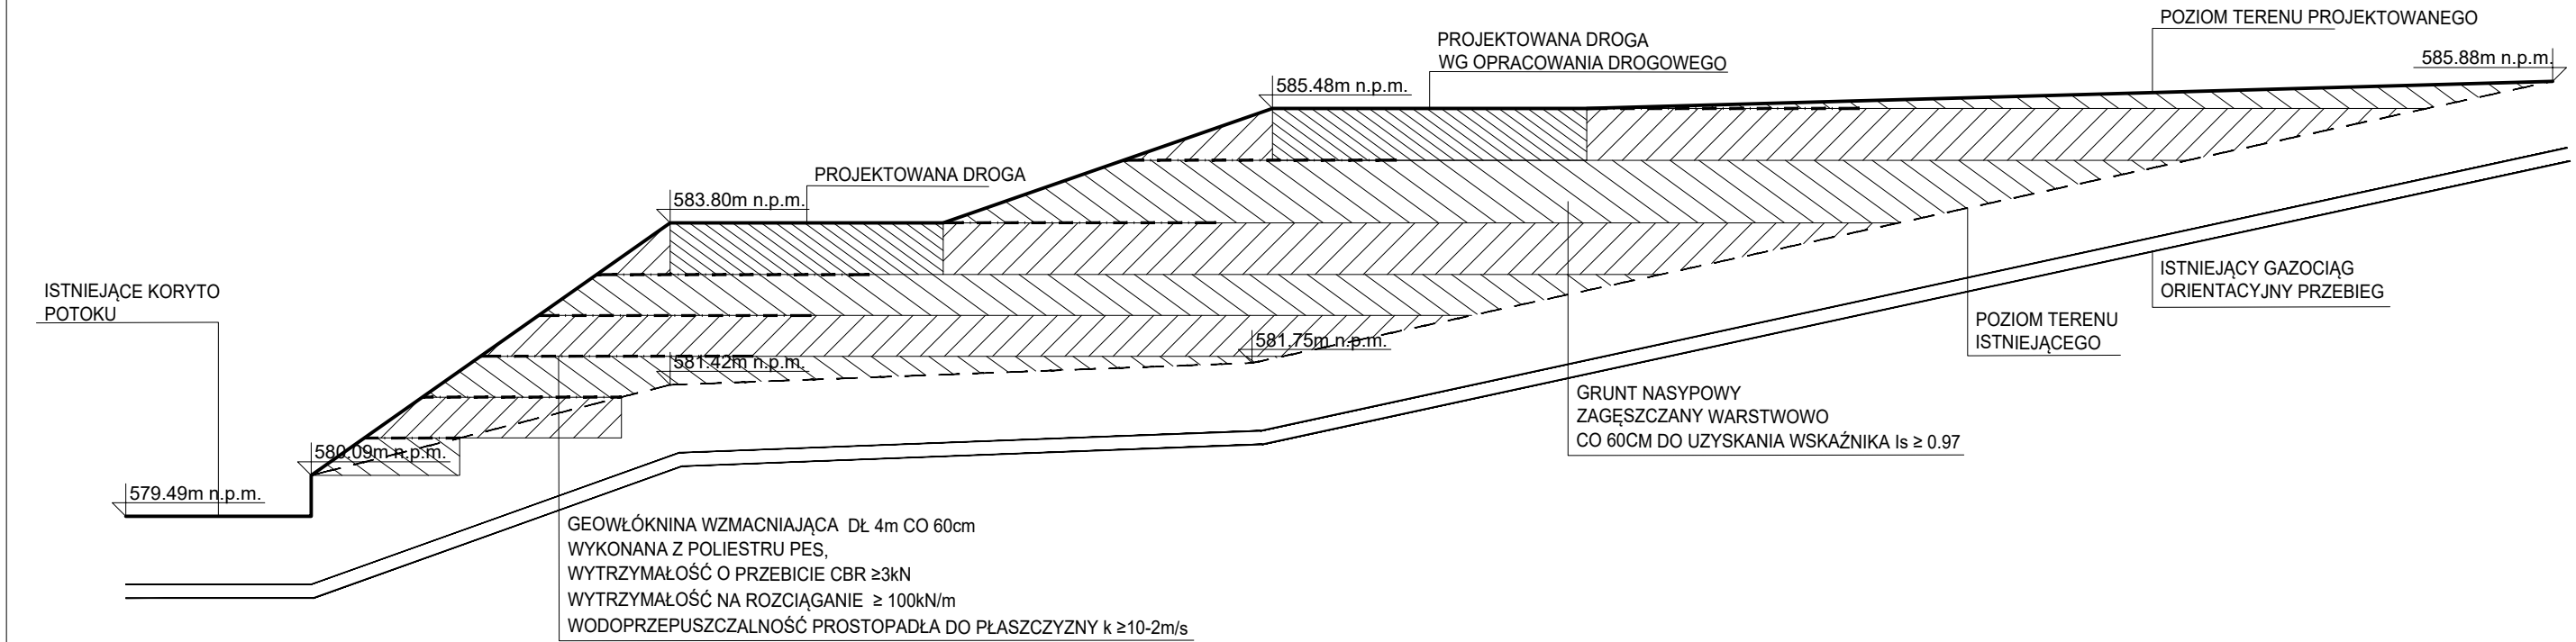 POZIOM TERENU PROJEKTOWANEGO
585.88m n.p.m.
PROJEKTOWANA DROGA
WG OPRACOWANIA DROGOWEGO
585.48m n.p.m.
PROJEKTOWANA DROGA
583.80m n.p.m.
ISTNIEJĄCE KORYTO
POTOKU
ISTNIEJĄCY GAZOCIĄG
ORIENTACYJNY PRZEBIEG
POZIOM TERENU
ISTNIEJĄCEGO
581.75m n.p.m.
581.42m n.p.m.
GRUNT NASYPOWY
ZAGĘSZCZANY WARSTWOWO
CO 60CM DO UZYSKANIA WSKAŹNIKA Is ≥ 0.97
580.09m n.p.m.
579.49m n.p.m.
GEOWŁÓKNINA WZMACNIAJĄCA DŁ 4m CO 60cm
WYKONANA Z POLIESTRU PES,
WYTRZYMAŁOŚĆ O PRZEBICIE CBR ≥3kN
WYTRZYMAŁOŚĆ NA ROZCIĄGANIE ≥ 100kN/m
WODOPRZEPUSZCZALNOŚĆ PROSTOPADŁA DO PŁASZCZYZNY k ≥10-2m/s